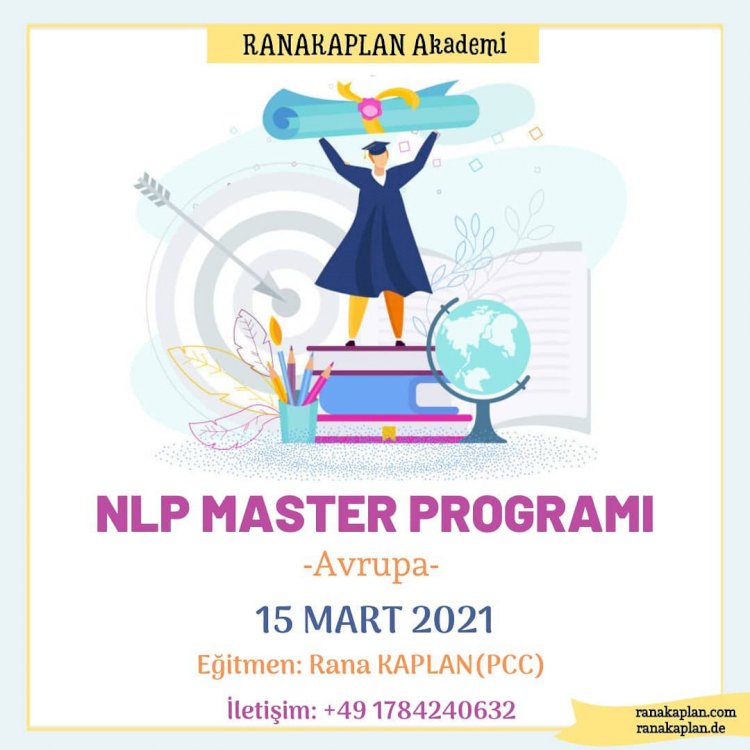 RANAKAPLAN Akademi
NLP MASTER PROGRAMI
-Avrupa-
15 MART 2021
Eğitmen: Rana KAPLAN(PCC)
İletişim: +49 1784240632
ranakaplan.com
ranakaplan.de